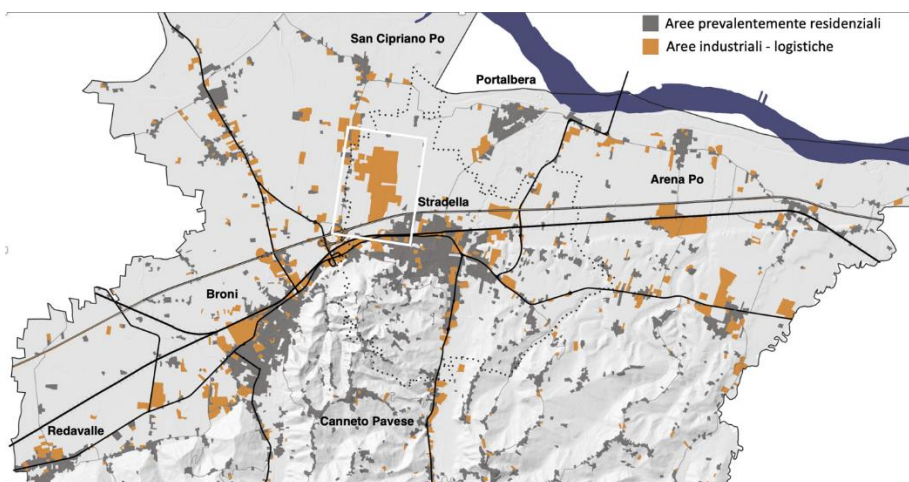 Aree prevalentemente residenziali
Aree industriali - logistiche
San Cipriano Po
Portalbera
Arena Po
Stradella
Broni
Canneto Pavese
Redavalle